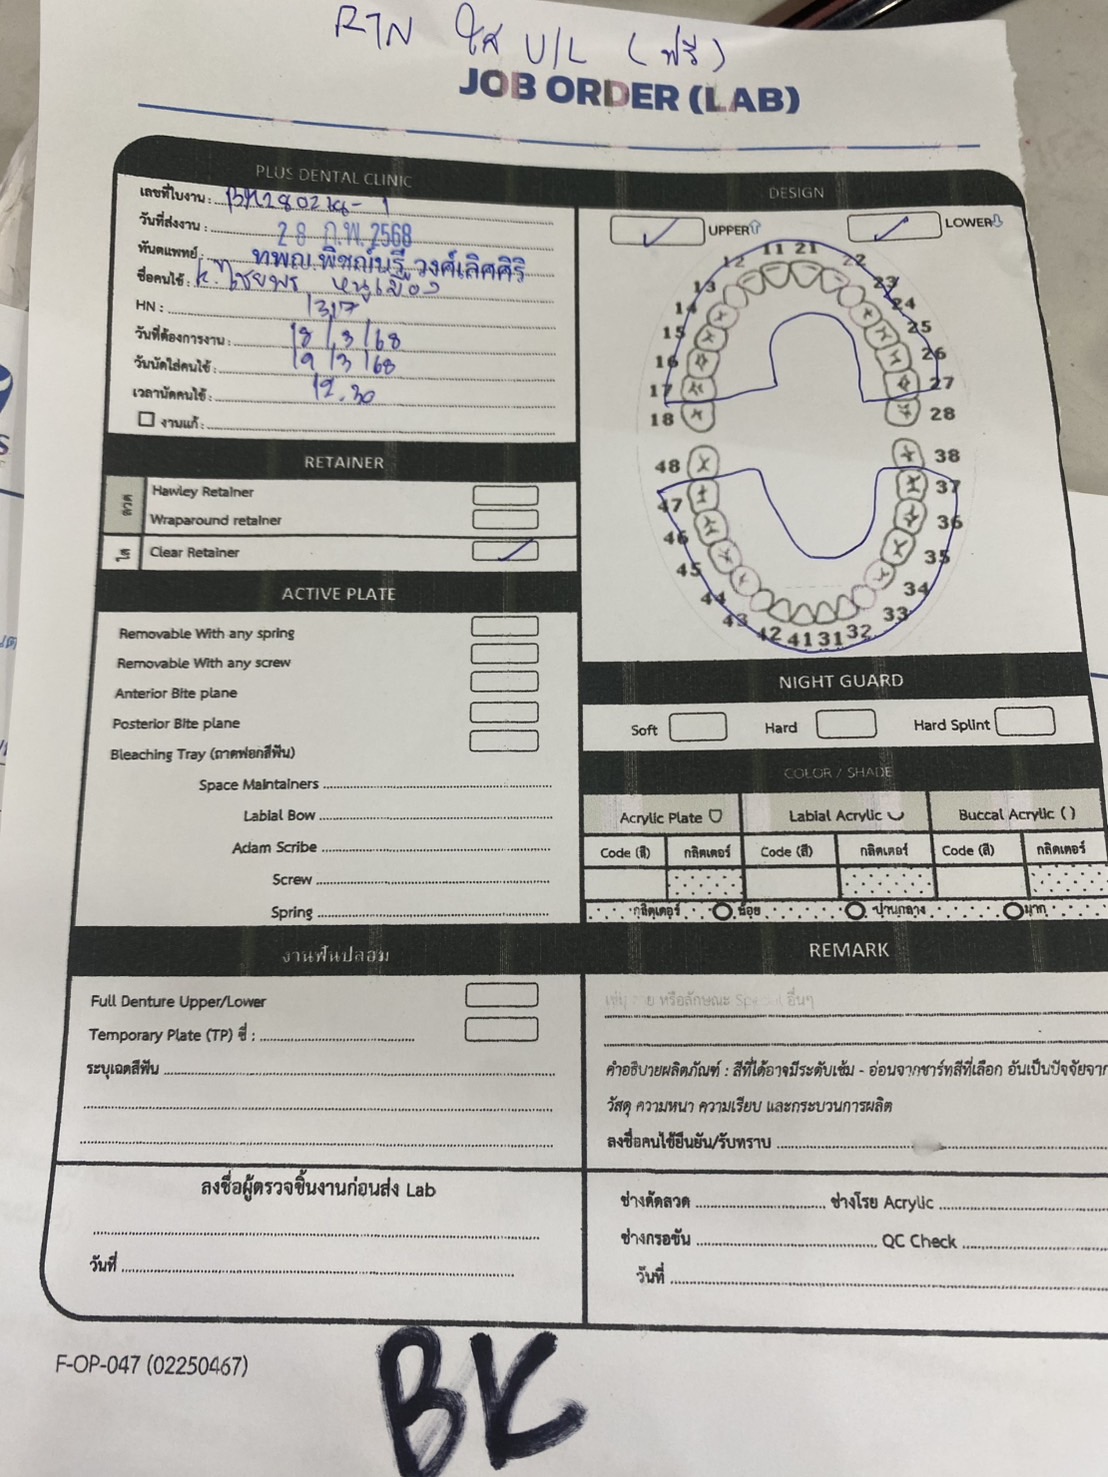 RTN ใส U/L (ฟรี)
JOB ORDER (LAB)
PLUS DENTAL CLINIC
เลขที่ใบงาน :
วันที่ส่งงาน : 28 ก.พ. 2568
ทันตแพทย์ : ทพญ.พิชญ์นรี วงศ์เลิศศิริ
ชื่อคนไข้ : K. ไชยพร หนูเมือง
HN : 1317
วันที่ต้องการงาน : 18/3/68
วันนัดใส่คนไข้ : 19/3/68
เวลานัดคนไข้ : 12.30
งานแก้ :
DESIGN
UPPER
LOWER
11 21
12 22
13 23
14 24
15 25
16 26
17 27
18 28
48 38
47 37
46 36
45 35
44 34
43 33
42 41 31 32
RETAINER
ลวด
Hawley Retainer
Wraparound retainer
ใส
Clear Retainer
ACTIVE PLATE
Removable With any spring
Removable With any screw
Anterior Bite plane
Posterior Bite plane
Bleaching Tray (ถาดฟอกสีฟัน)
Space Maintainers
Labial Bow
Adam Scribe
Screw
Spring
NIGHT GUARD
Soft Hard Hard Splint
COLOR / SHADE
Acrylic Plate Labial Acrylic Buccal Acrylic ( )
Code (สี) กลิตเตอร์ Code (สี) กลิตเตอร์ Code (สี) กลิตเตอร์
กลิตเตอร์ น้อย ปานกลาง มาก
งานฟันปลอม
Full Denture Upper/Lower
Temporary Plate (TP) ซี่ :
ระบุเฉดสีฟัน
REMARK
หรือลักษณะ อื่นๆ
คำอธิบายผลิตภัณฑ์ : สีที่ได้อาจมีระดับเข้ม - อ่อนจากชาร์ทสีที่เลือก อันเป็นปัจจัยจาก
วัสดุ ความหนา ความเรียบ และกระบวนการผลิต
ลงชื่อคนไข้ยืนยัน/รับทราบ
ลงชื่อผู้ตรวจชิ้นงานก่อนส่ง Lab
วันที่
ช่างดัดลวด ช่างโรย Acrylic
ช่างกรอขัน QC Check
วันที่
F-OP-047 (02250467)
BK